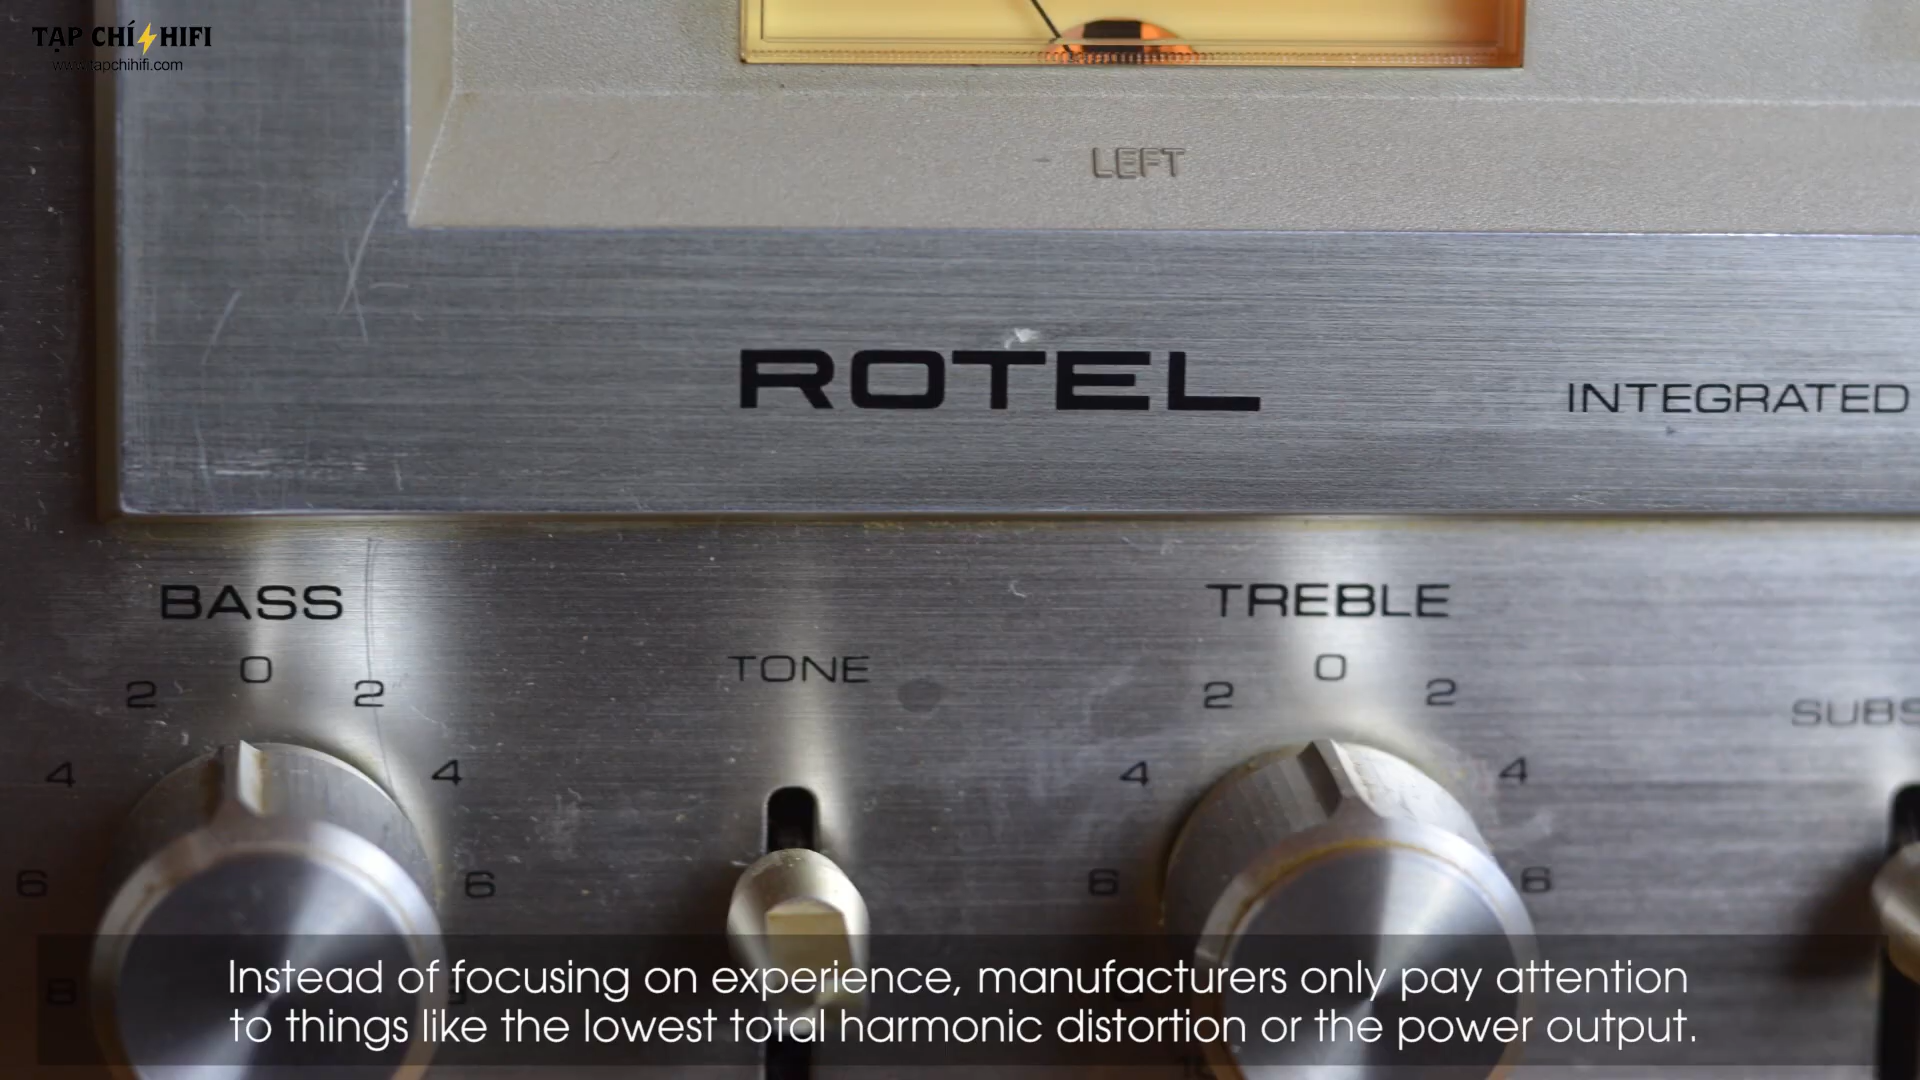 TẠP CHÍ HIFI
www.tapchihifi.com
LEFT
ROTEL
INTEGRATED
BASS
TREBLE
TONE
2 0 2
2 0 2
4 4
4 4
6 6
6 6
8
Instead of focusing on experience, manufacturers only pay attention
to things like the lowest total harmonic distortion or the power output.